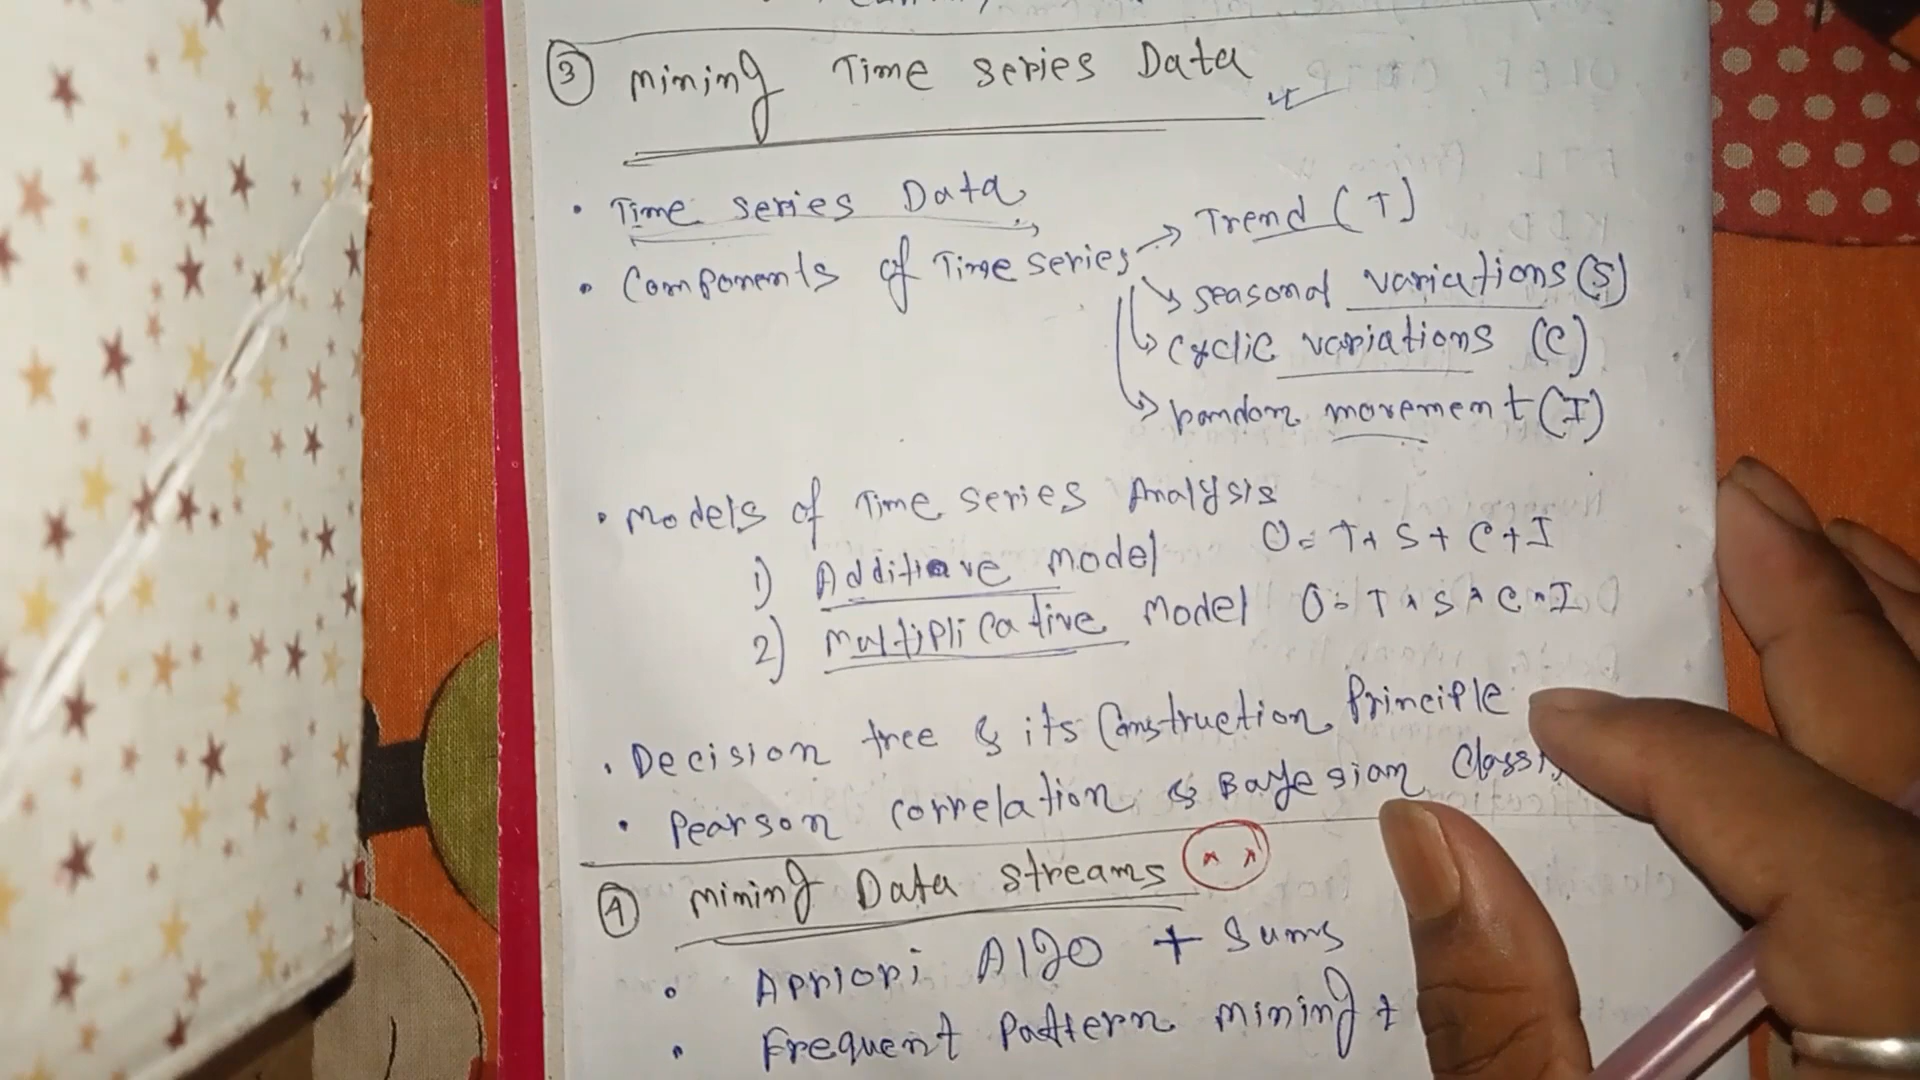 ③ mining Time series Data
• Time series Data
• Components of Time series → Trend (T)
↳ seasonal variations (S)
↳ cyclic variations (C)
↳ random movement (I)
• models of Time series Analysis
1) Additive model O = T + S + C + I
2) multiplicative model O = T * S * C * I
• Decision tree & its Construction Principle
• Pearson correlation & Bayesian
④ mining Data streams * *
• Apriori Algo + Sums
• Frequent Pattern mining +